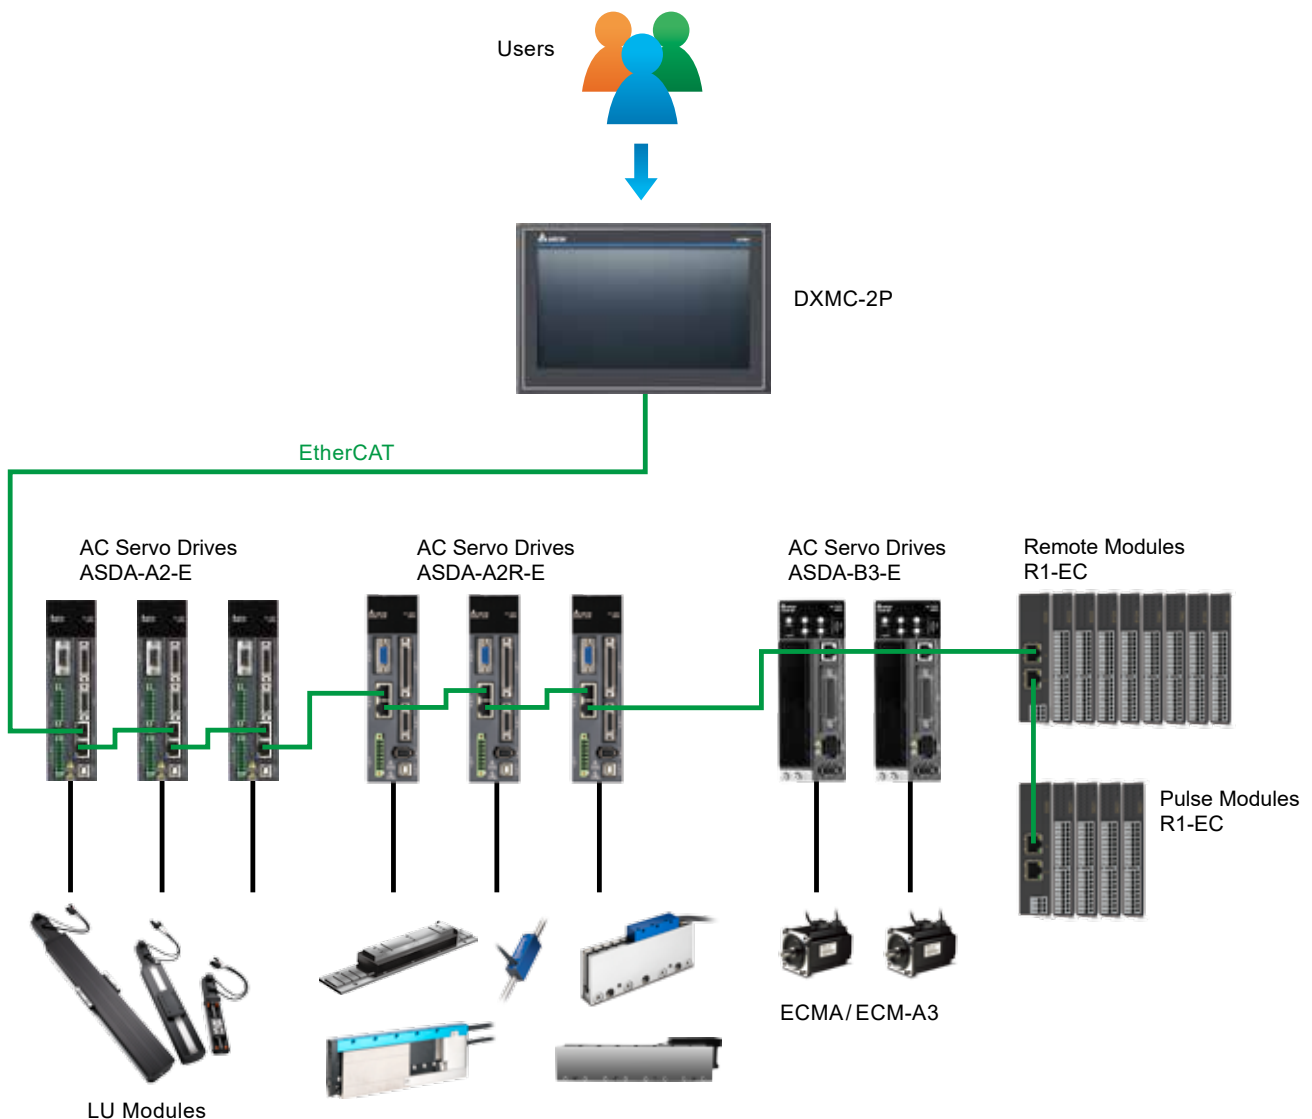 Users
DXMC-2P
EtherCAT
AC Servo Drives
ASDA-A2-E
AC Servo Drives
ASDA-A2R-E
AC Servo Drives
ASDA-B3-E
Remote Modules
R1-EC
Pulse Modules
R1-EC
ECMA/ECM-A3
LU Modules